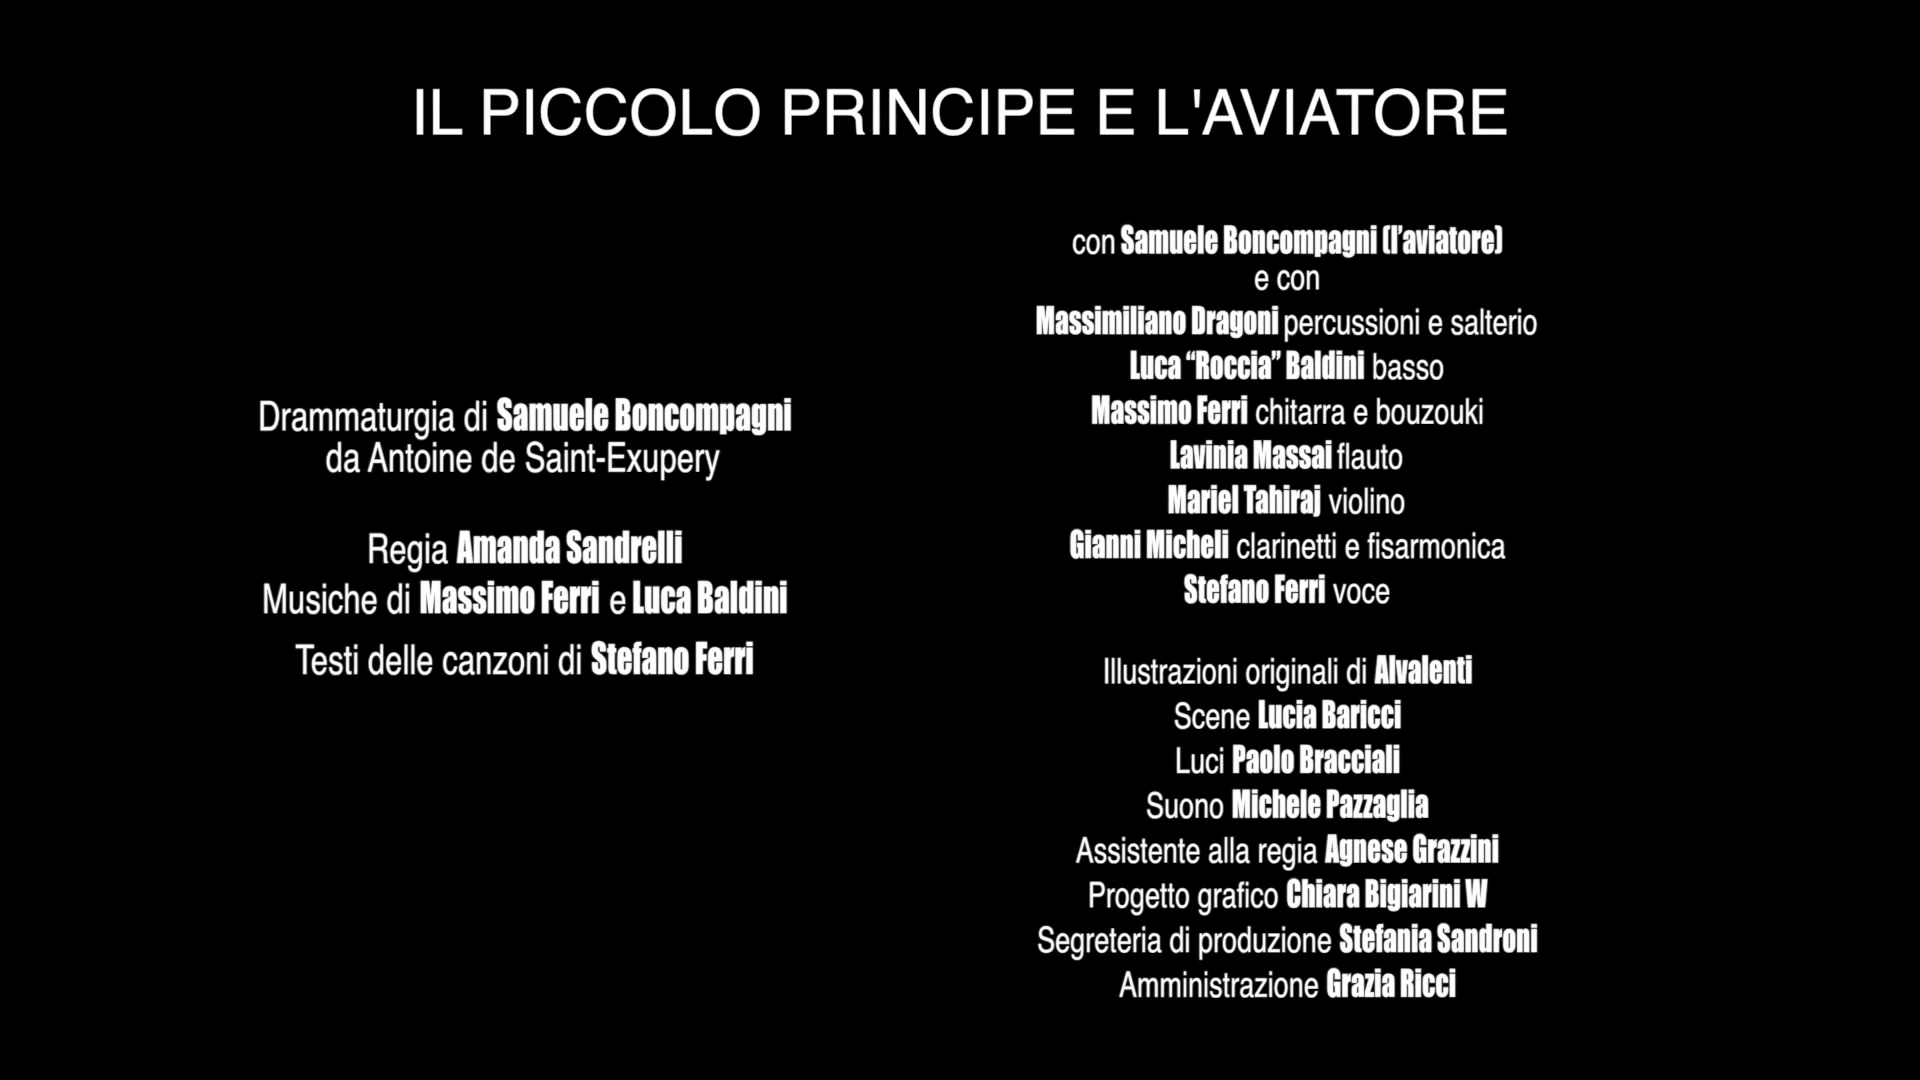 IL PICCOLO PRINCIPE E L'AVIATORE
Drammaturgia di Samuele Boncompagni
da Antoine de Saint-Exupery
Regia Amanda Sandrelli
Musiche di Massimo Ferri e Luca Baldini
Testi delle canzoni di Stefano Ferri
con Samuele Boncompagni (l’aviatore)
e con
Massimiliano Dragoni percussioni e salterio
Luca “Roccia” Baldini basso
Massimo Ferri chitarra e bouzouki
Lavinia Massai flauto
Mariel Tahiraj violino
Gianni Micheli clarinetti e fisarmonica
Stefano Ferri voce
Illustrazioni originali di Alvalenti
Scene Lucia Baricci
Luci Paolo Bracciali
Suono Michele Pazzaglia
Assistente alla regia Agnese Grazzini
Progetto grafico Chiara Bigiarini W
Segreteria di produzione Stefania Sandroni
Amministrazione Grazia Ricci